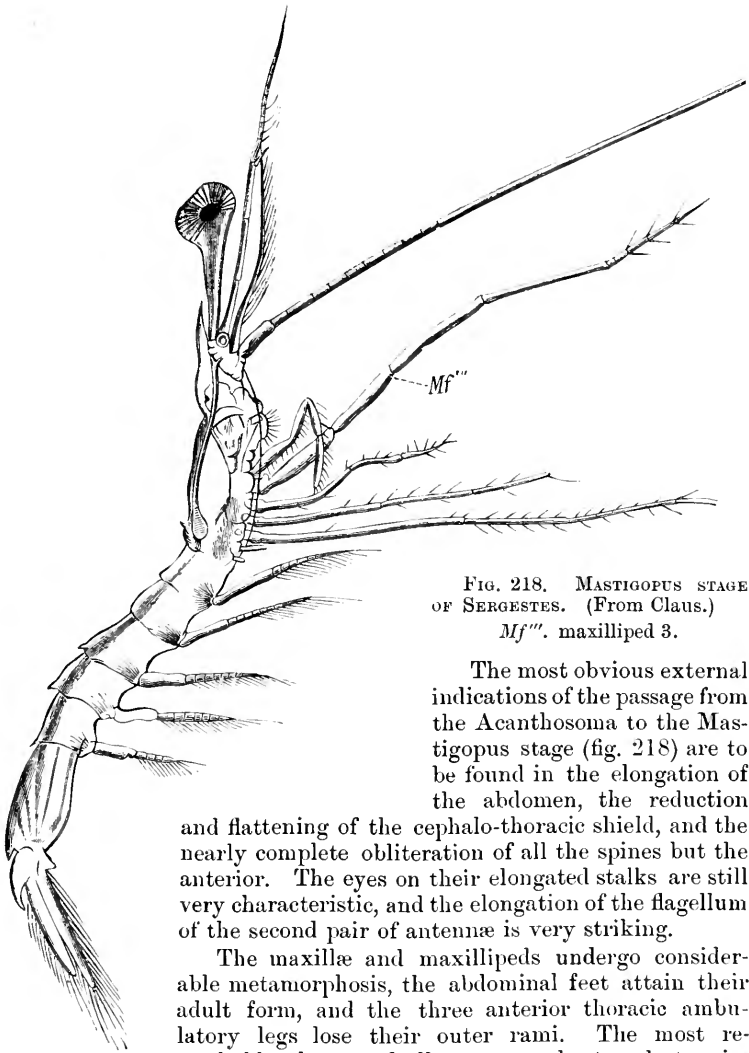 Mf'''
FIG. 218. MASTIGOPUS STAGE
OF SERGESTES. (From Claus.)
Mf'''. maxilliped 3.
The most obvious external
indications of the passage from
the Acanthosoma to the Mas-
tigopus stage (fig. 218) are to
be found in the elongation of
the abdomen, the reduction
and flattening of the cephalo-thoracic shield, and the
nearly complete obliteration of all the spines but the
anterior. The eyes on their elongated stalks are still
very characteristic, and the elongation of the flagellum
of the second pair of antennæ is very striking.
The maxillæ and maxillipeds undergo consider-
able metamorphosis, the abdominal feet attain their
adult form, and the three anterior thoracic ambu-
latory legs lose their outer rami. The most re-